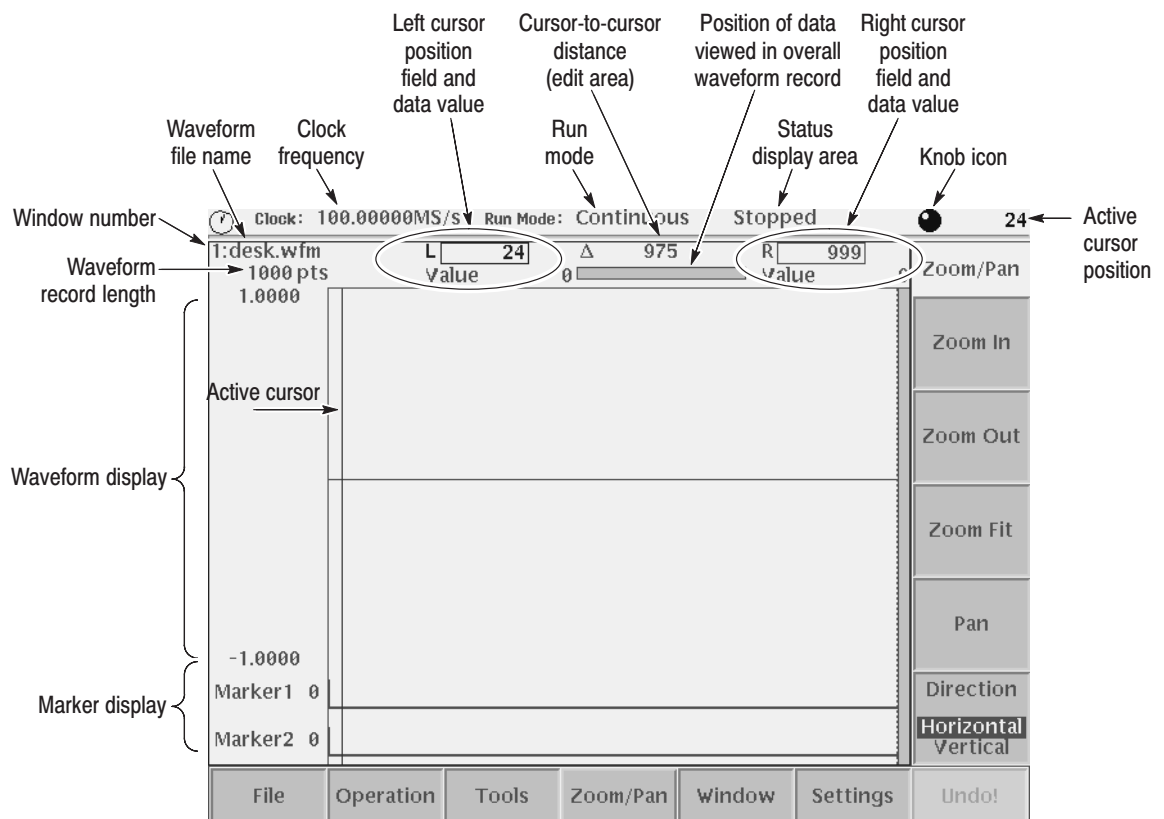 Left cursor
position
field and
data value
Cursor-to-cursor
distance
(edit area)
Position of data
viewed in overall
waveform record
Right cursor
position
field and
data value
Waveform
file name
Clock
frequency
Run
mode
Status
display area
Knob icon
Window number
Active
cursor
position
Waveform
record length
Clock: 100.00000MS/s Run Mode: Continuous Stopped 24
1:desk.wfm L 24 Δ 975 R 999
1000 pts Value 0 Value
1.0000
Active cursor
Waveform display
-1.0000
Marker display
Marker1 0
Marker2 0
Zoom/Pan
Zoom In
Zoom Out
Zoom Fit
Pan
Direction
Horizontal
Vertical
File Operation Tools Zoom/Pan Window Settings Undo!